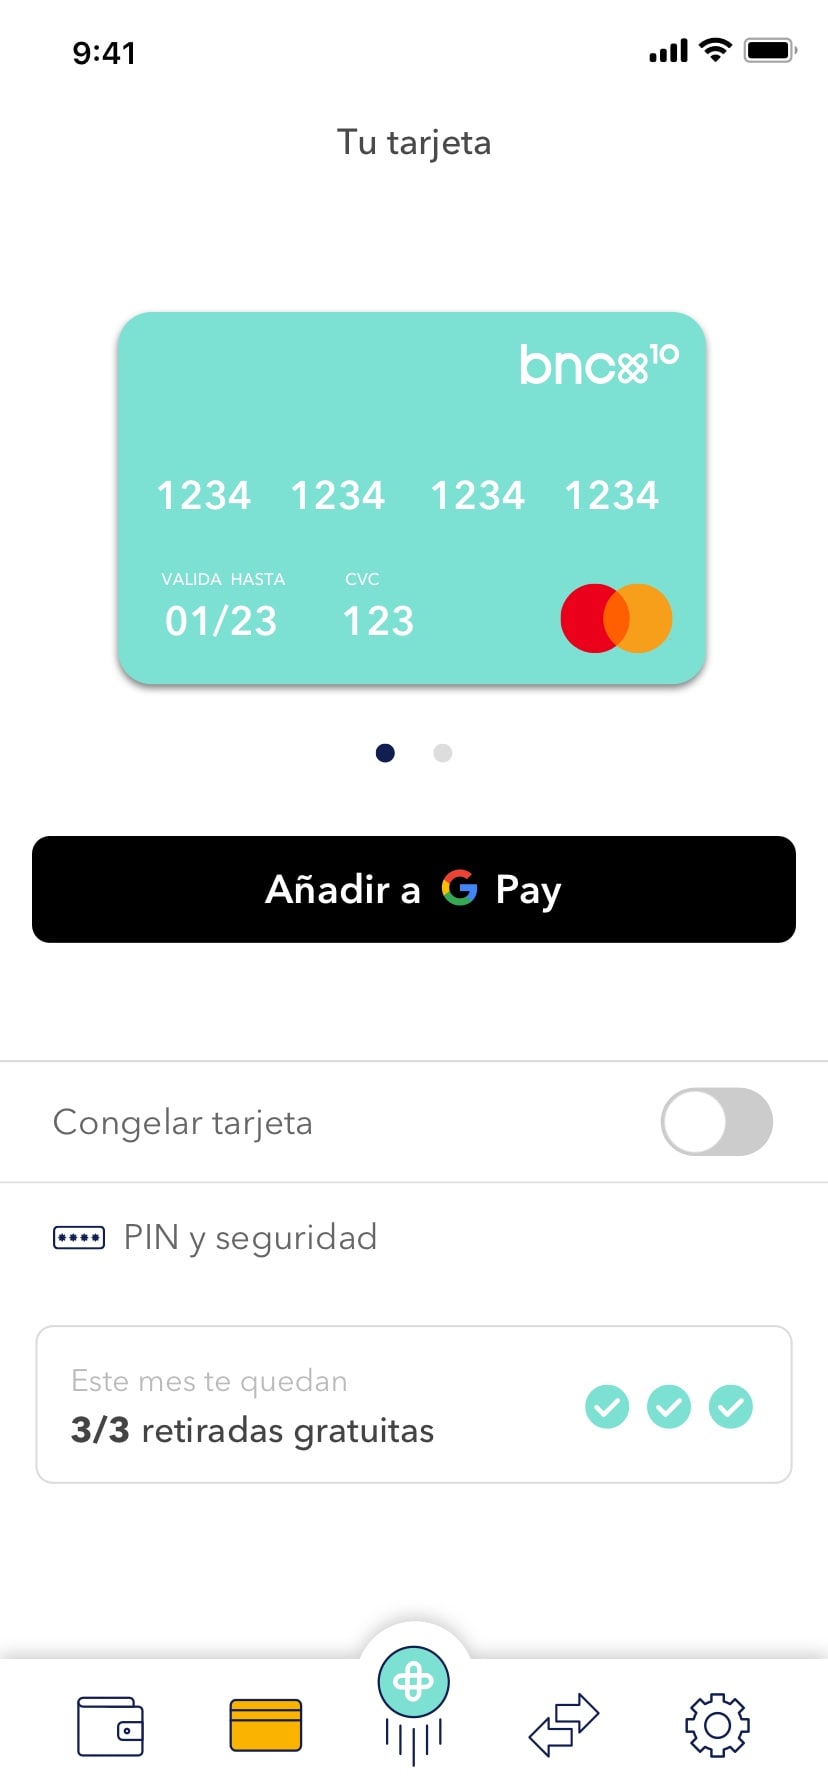 9:41
Tu tarjeta
bnc10
1234 1234 1234 1234
VALIDA HASTA CVC
01/23 123
Añadir a G Pay
Congelar tarjeta
**** PIN y seguridad
Este mes te quedan
3/3 retiradas gratuitas